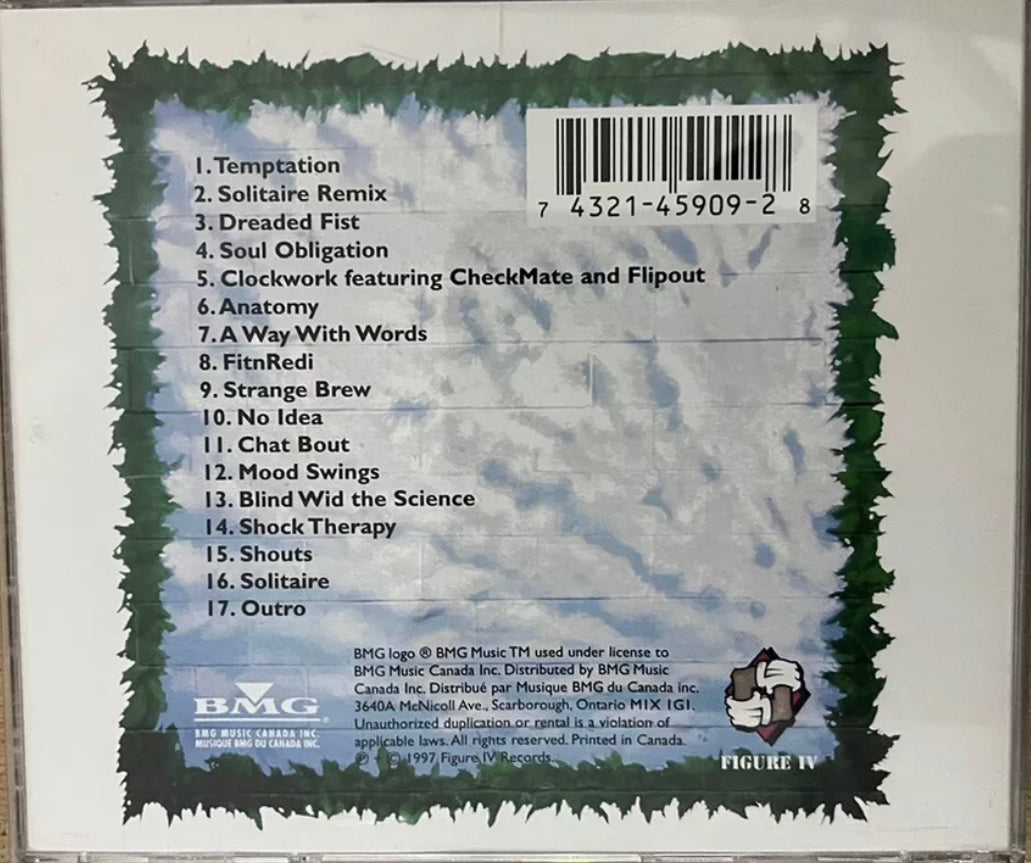 1. Temptation
2. Solitaire Remix
3. Dreaded Fist
4. Soul Obligation
5. Clockwork featuring CheckMate and Flipout
6. Anatomy
7. A Way With Words
8. FitnRedi
9. Strange Brew
10. No Idea
11. Chat Bout
12. Mood Swings
13. Blind Wid the Science
14. Shock Therapy
15. Shouts
16. Solitaire
17. Outro
7 4321-45909-2 8
BMG
BMG MUSIC CANADA INC.
MUSIQUE BMG DU CANADA INC.
BMG logo ® BMG Music TM used under license to
BMG Music Canada Inc. Distributed by BMG Music
Canada Inc. Distribué par Musique BMG du Canada inc.
3640A McNicoll Ave., Scarborough, Ontario M1X 1G1.
Unauthorized duplication or rental is a violation of
applicable laws. All rights reserved. Printed in Canada.
℗ + © 1997 Figure IV Records.
FIGURE IV